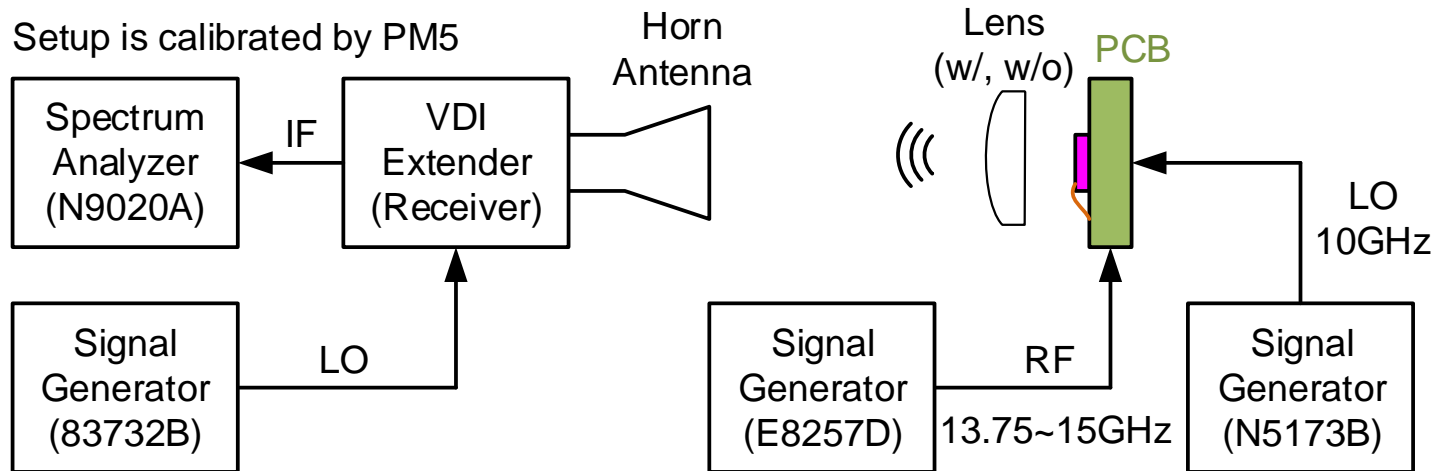 Setup is calibrated by PM5
Spectrum
Analyzer
(N9020A)
IF
VDI
Extender
(Receiver)
Horn
Antenna
Lens
(w/, w/o)
PCB
LO
10GHz
Signal
Generator
(83732B)
LO
Signal
Generator
(E8257D)
RF
13.75~15GHz
Signal
Generator
(N5173B)